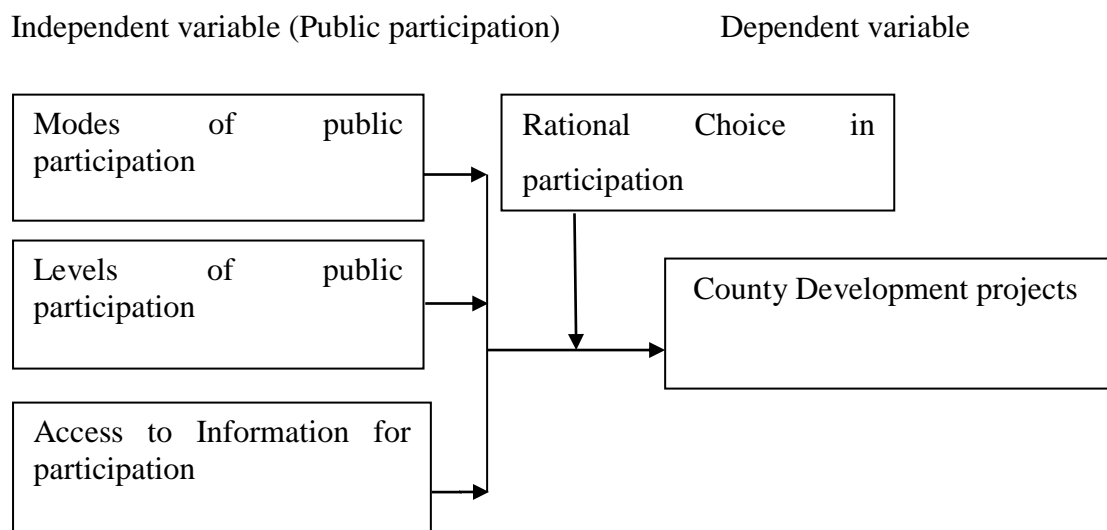 Independent variable (Public participation)
Dependent variable
Modes of public
participation
Rational Choice in
participation
Levels of public
participation
County Development projects
Access to Information for
participation